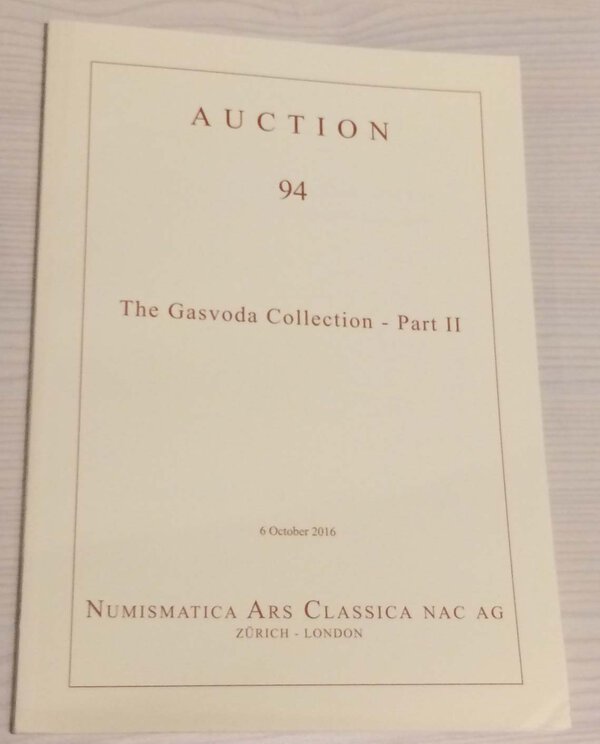 AUCTION
94
The Gasvoda Collection - Part II
6 October 2016
NUMISMATICA ARS CLASSICA NAC AG
ZÜRICH - LONDON